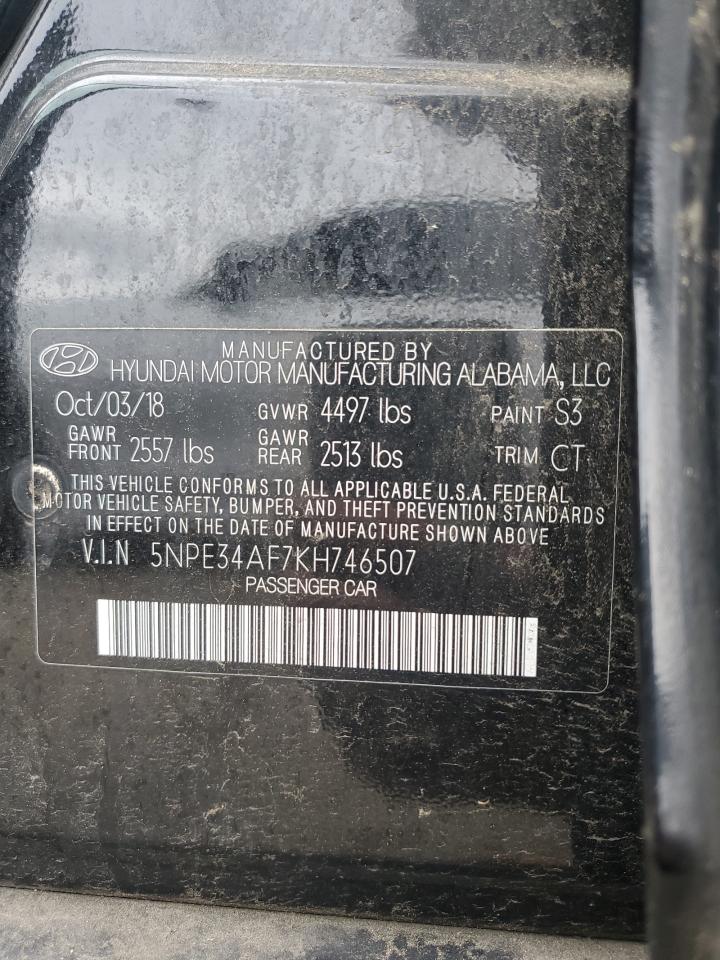 MANUFACTURED BY
HYUNDAI MOTOR MANUFACTURING ALABAMA, LLC
Oct/03/18 GVWR 4497 lbs PAINT S3
GAWR FRONT 2557 lbs GAWR REAR 2513 lbs TRIM CT
THIS VEHICLE CONFORMS TO ALL APPLICABLE U.S.A. FEDERAL
MOTOR VEHICLE SAFETY, BUMPER, AND THEFT PREVENTION STANDARDS
IN EFFECT ON THE DATE OF MANUFACTURE SHOWN ABOVE
V.I.N 5NPE34AF7KH746507
PASSENGER CAR